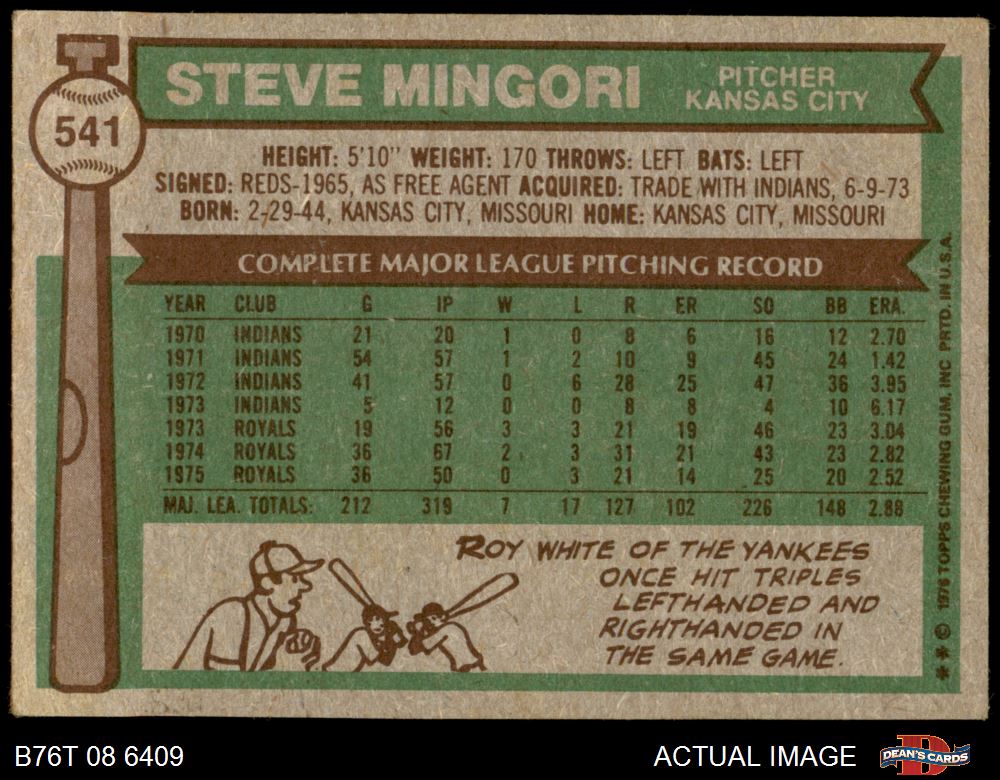 541
STEVE MINGORI
PITCHER
KANSAS CITY
HEIGHT: 5'10" WEIGHT: 170 THROWS: LEFT BATS: LEFT
SIGNED: REDS-1965, AS FREE AGENT ACQUIRED: TRADE WITH INDIANS, 6-9-73
BORN: 2-29-44, KANSAS CITY, MISSOURI HOME: KANSAS CITY, MISSOURI
COMPLETE MAJOR LEAGUE PITCHING RECORD
YEAR CLUB G IP W L R ER SO BB ERA.
1970 INDIANS 21 20 1 0 8 6 16 12 2.70
1971 INDIANS 54 57 1 2 10 9 45 24 1.42
1972 INDIANS 41 57 0 6 28 25 47 36 3.95
1973 INDIANS 5 12 0 0 8 8 4 10 6.17
1973 ROYALS 19 56 3 3 21 19 46 23 3.04
1974 ROYALS 36 67 2 3 31 21 43 23 2.82
1975 ROYALS 36 50 0 3 21 14 25 20 2.52
MAJ. LEA. TOTALS: 212 319 7 17 127 102 226 148 2.88
ROY WHITE OF THE YANKEES
ONCE HIT TRIPLES
LEFTHANDED AND
RIGHTHANDED IN
THE SAME GAME.
** © 1976 TOPPS CHEWING GUM, INC PRTD. IN U.S.A.
B76T 08 6409
ACTUAL IMAGE
D
DEAN'S CARDS